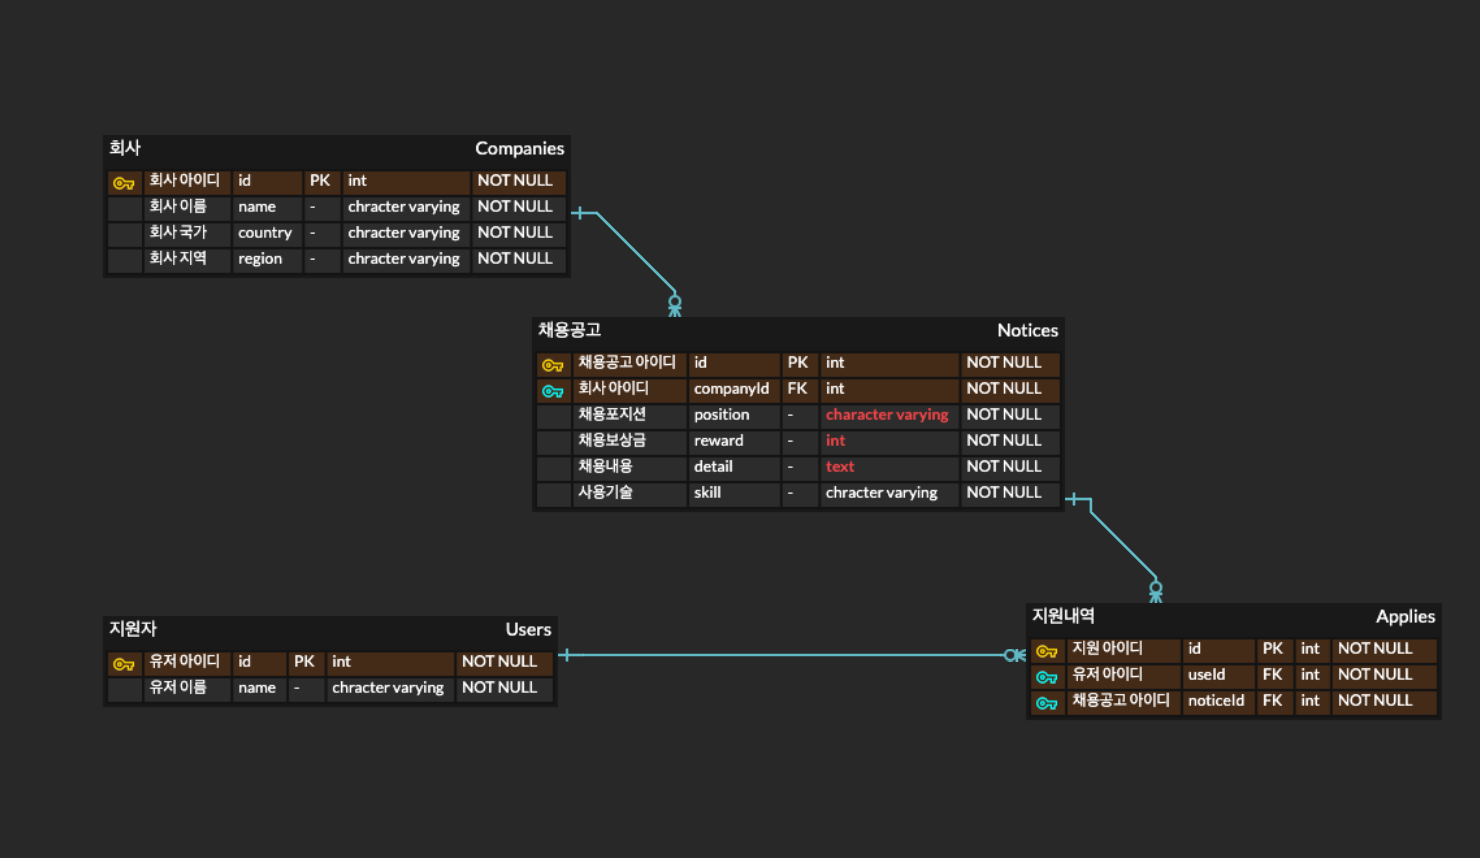 회사 Companies
회사 아이디 id PK int NOT NULL
회사 이름 name - chracter varying NOT NULL
회사 국가 country - chracter varying NOT NULL
회사 지역 region - chracter varying NOT NULL
채용공고 Notices
채용공고 아이디 id PK int NOT NULL
회사 아이디 companyId FK int NOT NULL
채용포지션 position - character varying NOT NULL
채용보상금 reward - int NOT NULL
채용내용 detail - text NOT NULL
사용기술 skill - chracter varying NOT NULL
지원자 Users
유저 아이디 id PK int NOT NULL
유저 이름 name - chracter varying NOT NULL
지원내역 Applies
지원 아이디 id PK int NOT NULL
유저 아이디 useId FK int NOT NULL
채용공고 아이디 noticeId FK int NOT NULL